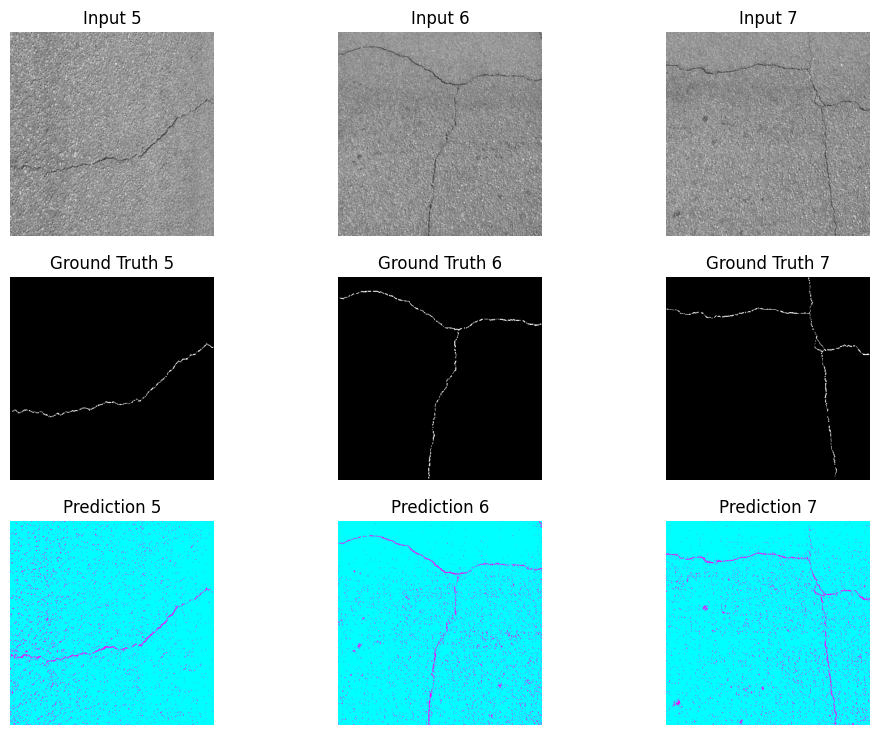 Input 5
Input 6
Input 7
Ground Truth 5
Ground Truth 6
Ground Truth 7
Prediction 5
Prediction 6
Prediction 7